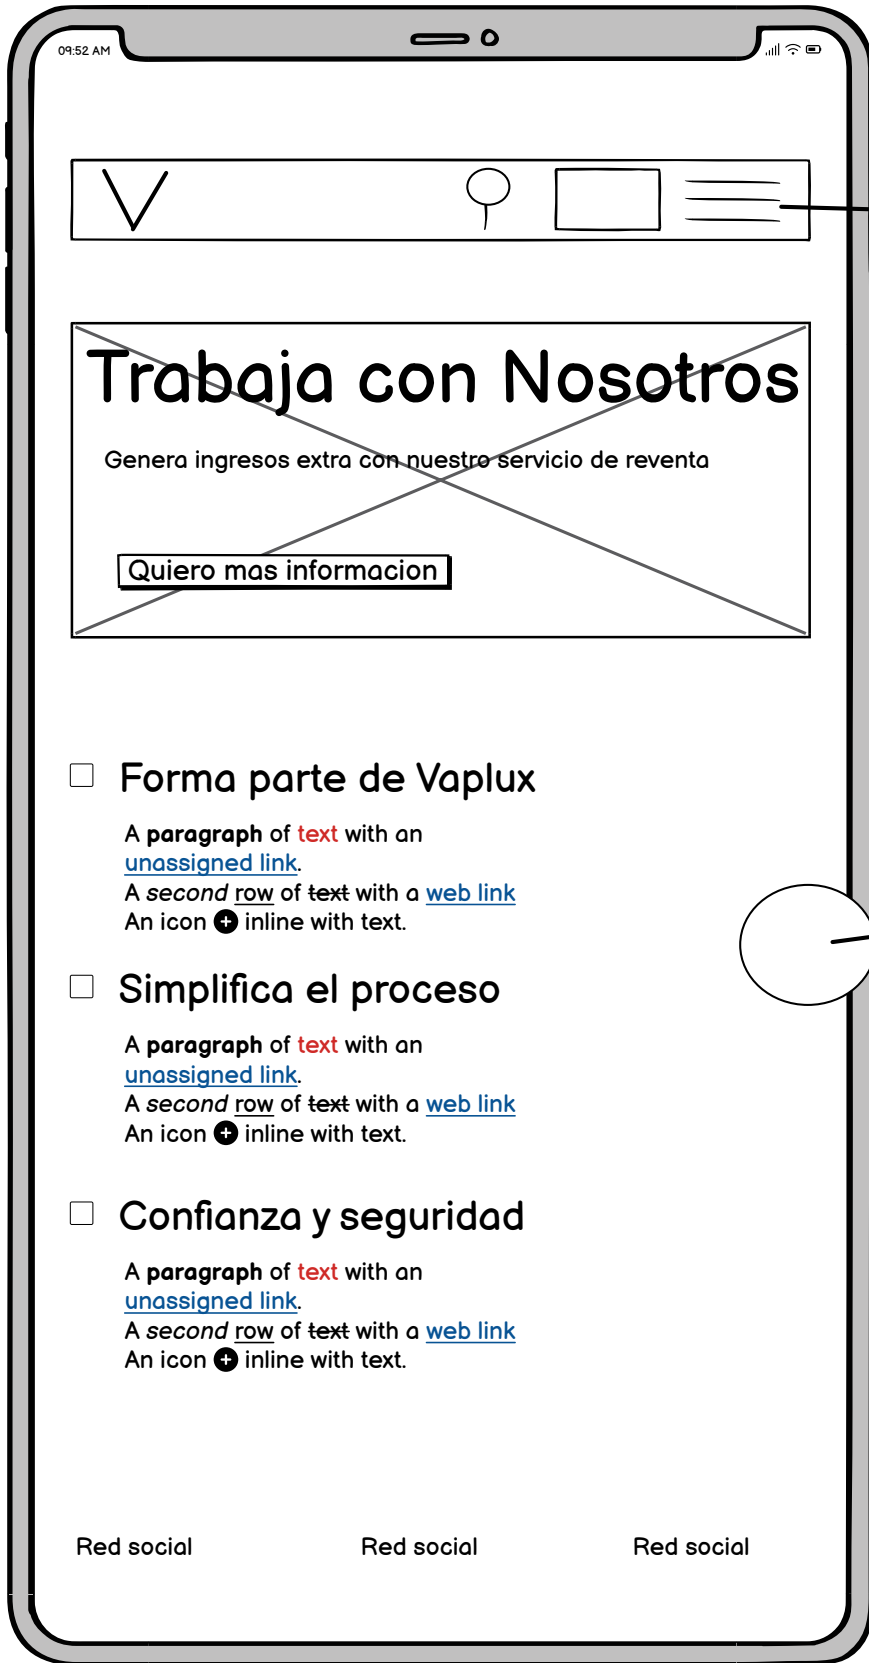 09:52 AM
Trabaja con Nosotros
Genera ingresos extra con nuestro servicio de reventa
Quiero mas informacion
Forma parte de Vaplux
A paragraph of text with an
unassigned link.
A second row of text with a web link
An icon + inline with text.
Simplifica el proceso
A paragraph of text with an
unassigned link.
A second row of text with a web link
An icon + inline with text.
Confianza y seguridad
A paragraph of text with an
unassigned link.
A second row of text with a web link
An icon + inline with text.
Red social Red social Red social